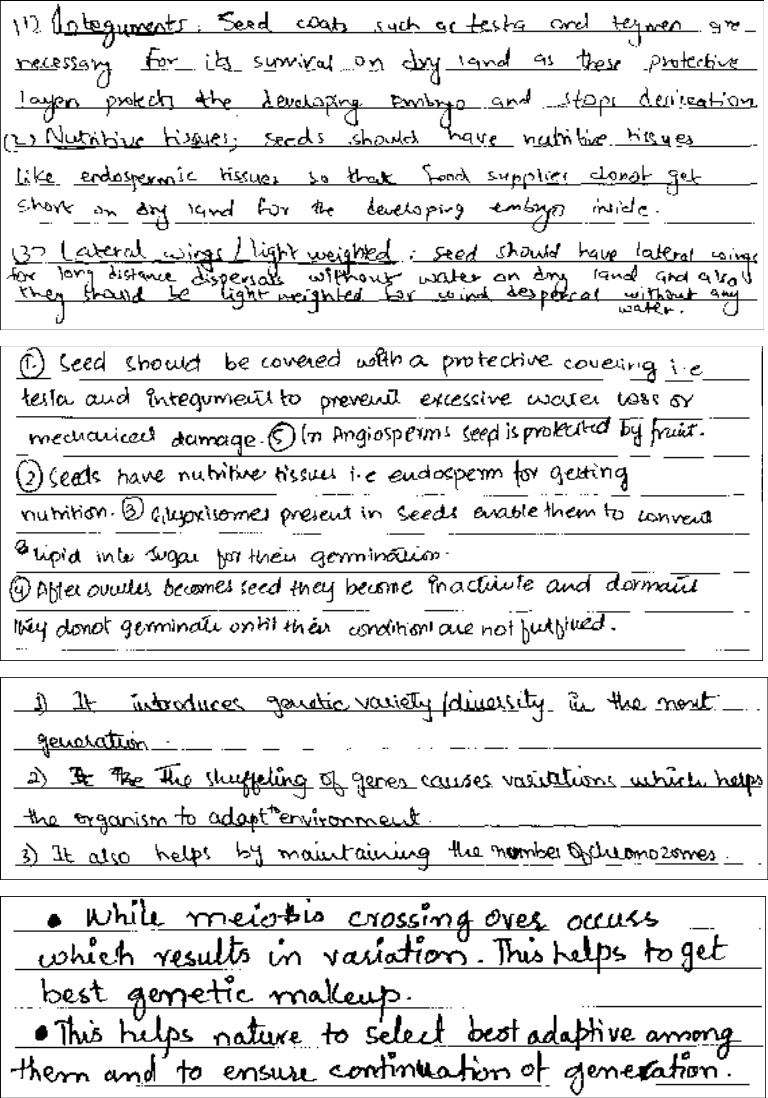 (1) Integuments: Seed coats such as testa and tegmen are
necessary for its survival on dry land as these protective
layer protects the developing embryo and stops desiccation
(2) Nutritive tissues; seeds should have nutritive tissues
like endospermic tissues so that food supplies donot get
short on dry land for the developing embryo inside.
(3) Lateral wings / light weighted : seed should have lateral wings
for long distance dispersals without water on dry land and also
they should be light weighted for wind despersal without any
water.
(1.) Seed should be covered with a protective covering i.e
testa and integument to prevent excessive water loss or
mechanical damage. (5) In Angiosperms seed is protected by fruit.
(2) Seeds have nutritive tissues i.e endosperm for getting
nutrition. (3) Glyoxisomes present in seeds enable them to convert
lipid into sugar for their germination.
(4) After ovules becomes seed they become inactivate and dormant
they donot germinate until their conditions are not fulfilled.
1) It introduces genetic variety /diversity in the next
generation.
2) The shuffeling of genes causes variations which helps
the organism to adapt to environment.
3) It also helps by maintaining the number of chromozomes.
• While meiosis crossing over occurs
which results in variation. This helps to get
best genetic makeup.
• This helps nature to select best adaptive among
them and to ensure continuation of generation.